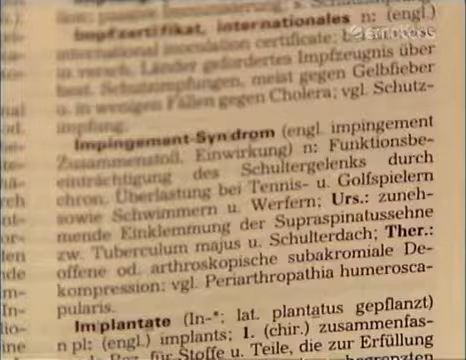 Impfzertifikat, internationales n: (engl.)
international inoculation certificate; 
in versch. Länder gefordertes Impfzeugnis über
best. Schutzimpfungen, meist gegen Gelbfieber
u. in wenigen Fällen gegen Cholera; vgl. Schutz-
impfung.
Impingement-Syndrom (engl. impingement
Zusammenstoß, Einwirkung) n: Funktionsbe-
einträchtigung des Schultergelenks durch
chron. Überlastung bei Tennis- u. Golfspielern
sowie Schwimmern u. Werfern; Urs.: zuneh-
mende Einklemmung der Supraspinatussehne
zw. Tuberculum majus u. Schulterdach; Ther.:
offene od. arthroskopische subakromiale De-
kompression; vgl. Periarthropathia humerosca-
pularis.
Implantate (In-*; lat. plantatus gepflanzt)
n pl: (engl.) implants; 1. (chir.) zusammenfas-
für Stoffe u. Teile, die zur Erfüllung